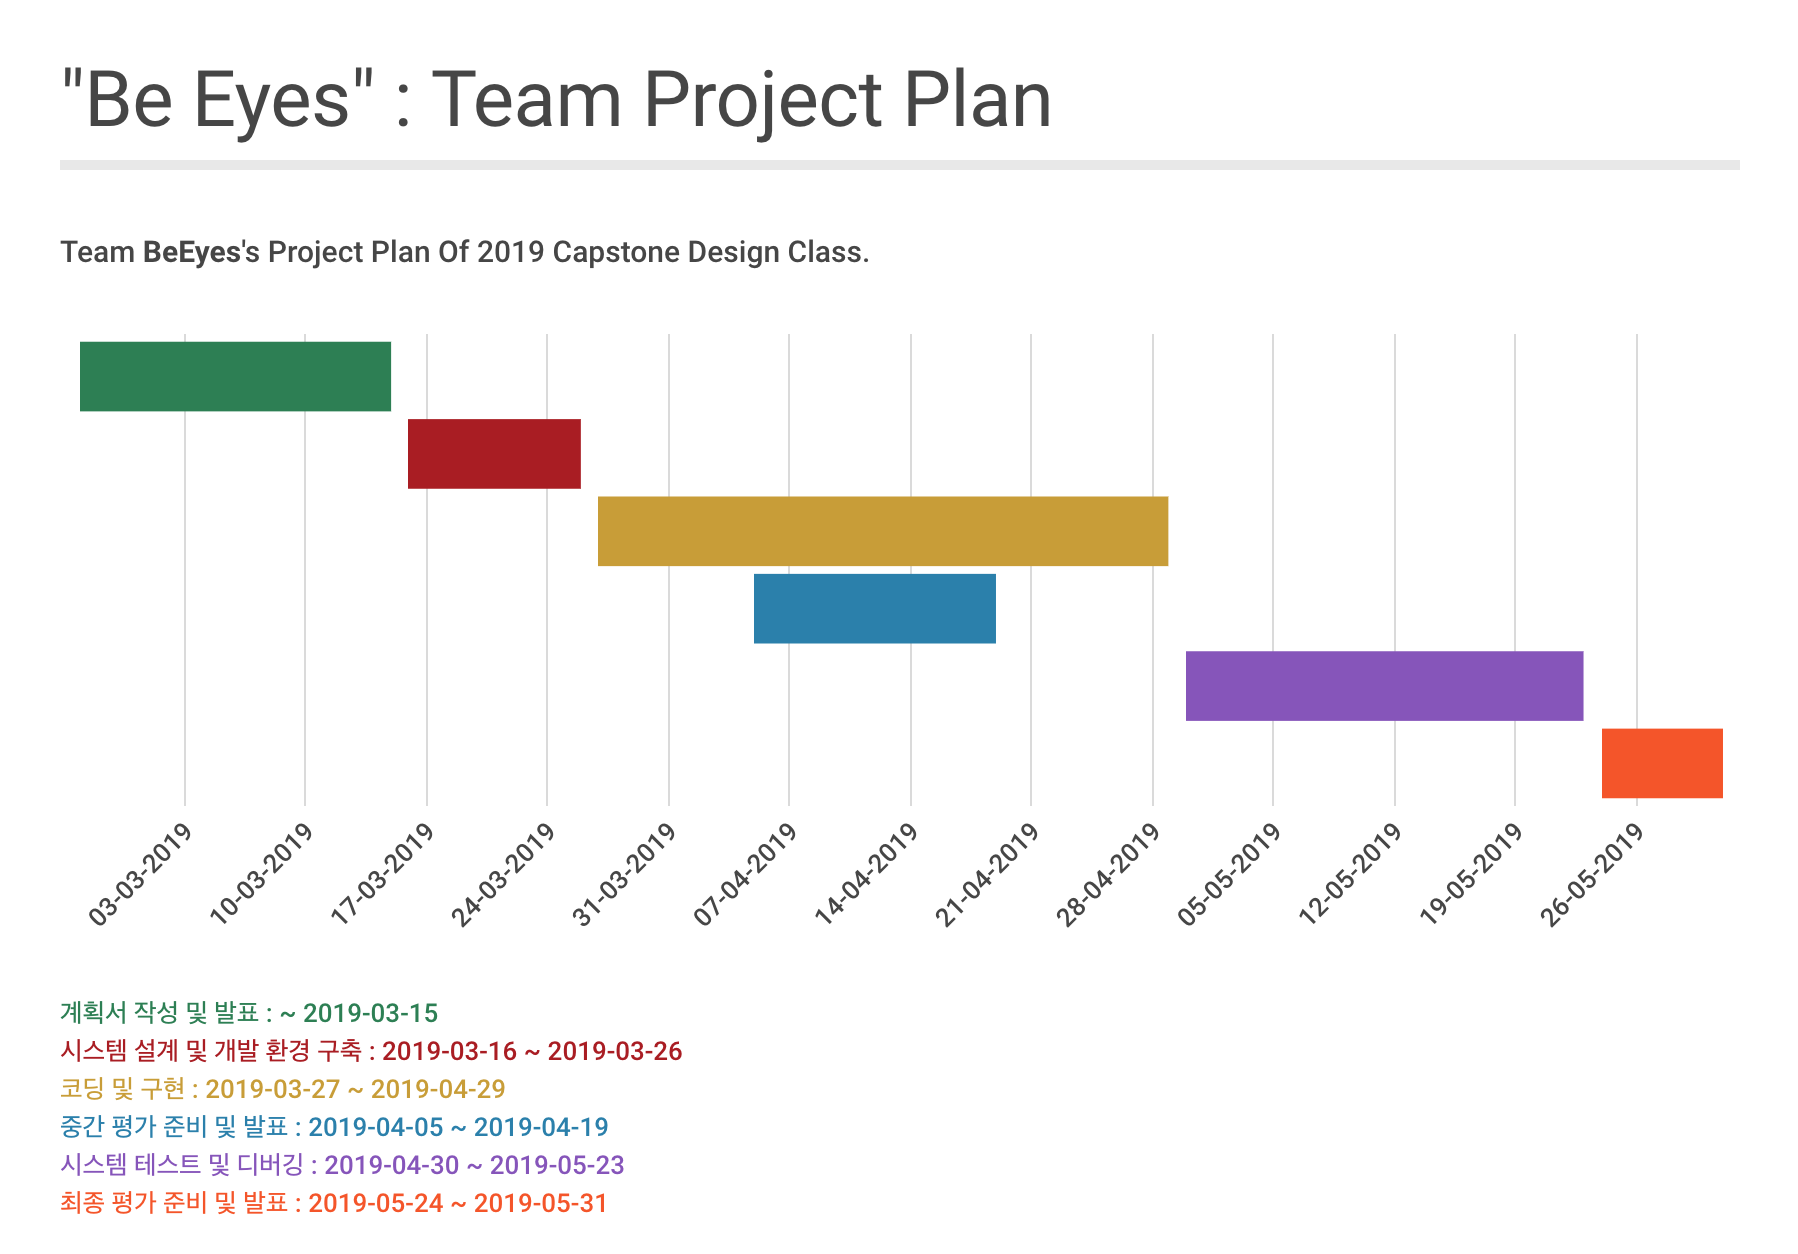 "Be Eyes" : Team Project Plan
Team BeEyes's Project Plan Of 2019 Capstone Design Class.
03-03-2019
10-03-2019
17-03-2019
24-03-2019
31-03-2019
07-04-2019
14-04-2019
21-04-2019
28-04-2019
05-05-2019
12-05-2019
19-05-2019
26-05-2019
계획서 작성 및 발표 : ~ 2019-03-15
시스템 설계 및 개발 환경 구축 : 2019-03-16 ~ 2019-03-26
코딩 및 구현 : 2019-03-27 ~ 2019-04-29
중간 평가 준비 및 발표 : 2019-04-05 ~ 2019-04-19
시스템 테스트 및 디버깅 : 2019-04-30 ~ 2019-05-23
최종 평가 준비 및 발표 : 2019-05-24 ~ 2019-05-31